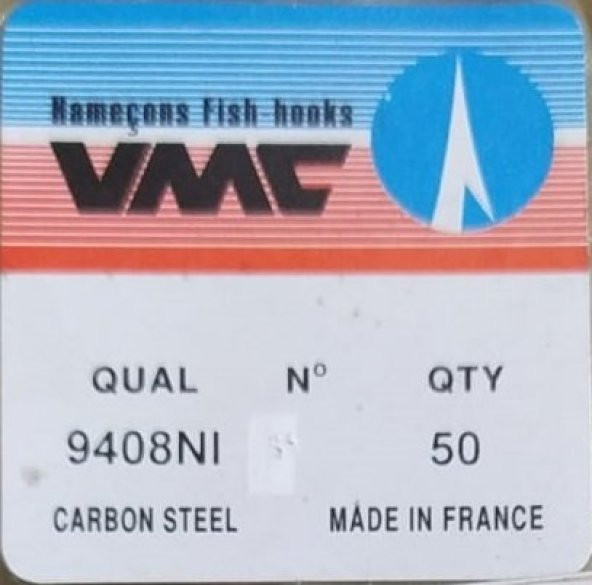 Hameçons Fish hooks
VMC
QUAL N° QTY
9408NI 50
CARBON STEEL MADE IN FRANCE